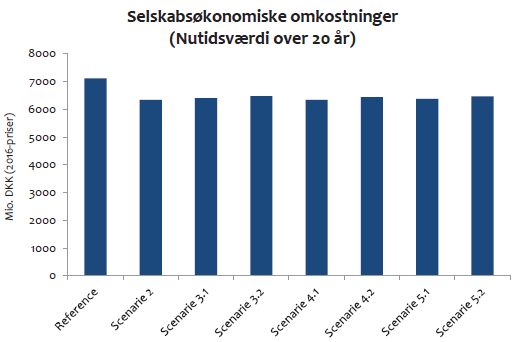 Selskabsøkonomiske omkostninger
(Nutidsværdi over 20 år)
Mio. DKK (2016-priser)
8000
7000
6000
5000
4000
3000
2000
1000
0
Reference
Scenarie 2
Scenarie 3.1
Scenarie 3.2
Scenarie 4.1
Scenarie 4.2
Scenarie 5.1
Scenarie 5.2